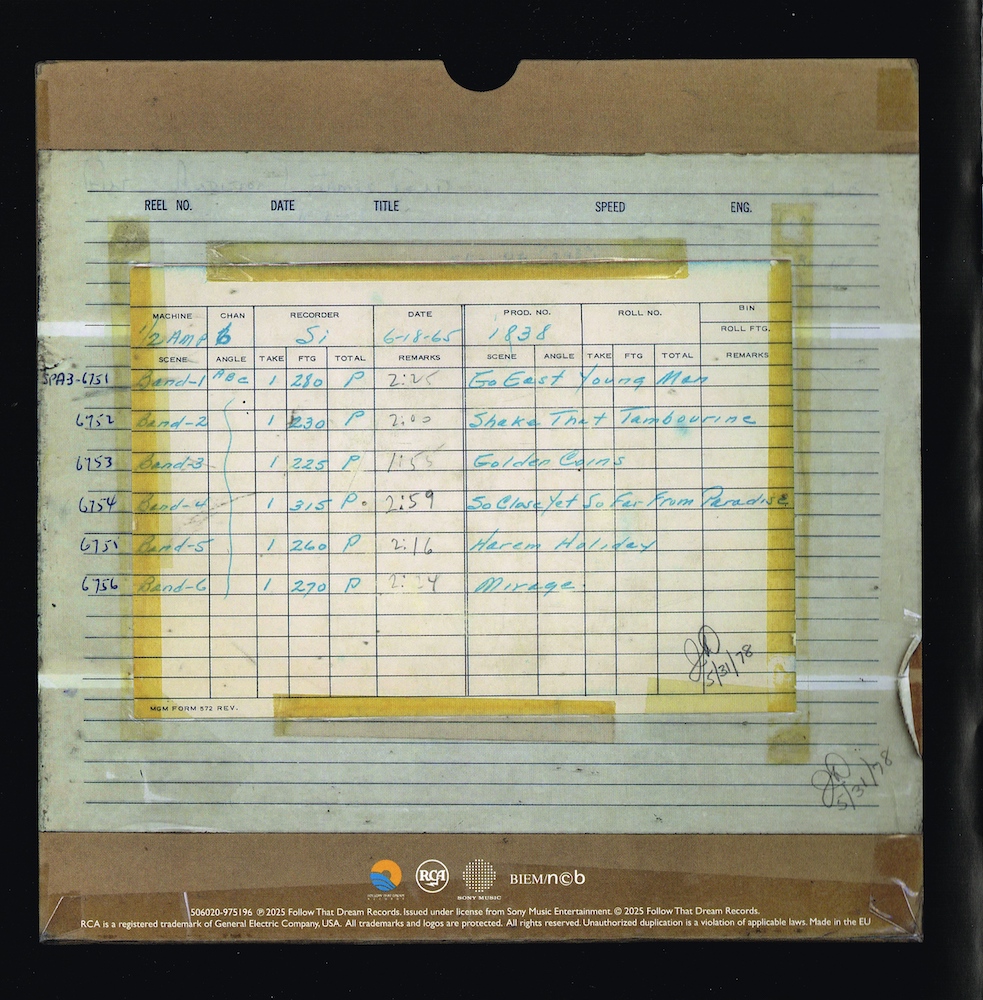 REEL NO. DATE TITLE SPEED ENG.
MACHINE CHAN RECORDER DATE PROD. NO. ROLL NO. BIN
1/2 AMP 6 Si 6-18-65 1838 ROLL FTG.
SCENE ANGLE TAKE FTG TOTAL REMARKS SCENE ANGLE TAKE FTG TOTAL REMARKS
SPA3-6751 Band-1 ABC 1 280 P 2:25 Go East Young Man
6752 Band-2 1 230 P 2:00 Shake That Tambourine
6753 Band-3 1 225 P 1:55 Golden Coins
6754 Band-4 1 315 P 2:59 So Close Yet So Far From Paradise
Band-5 1 260 P 2:16 Harem Holiday
6756 Band-6 1 270 P Mirage
JD
5/31/78
MGM FORM 572 REV.
JD
5/31/78
FOLLOW THAT DREAM
RECORDS
RCA
SONY MUSIC
BIEM/n©b
506020-975196 ℗ 2025 Follow That Dream Records. Issued under license from Sony Music Entertainment. © 2025 Follow That Dream Records.
RCA is a registered trademark of General Electric Company, USA. All trademarks and logos are protected. All rights reserved. Unauthorized duplication is a violation of applicable laws. Made in the EU